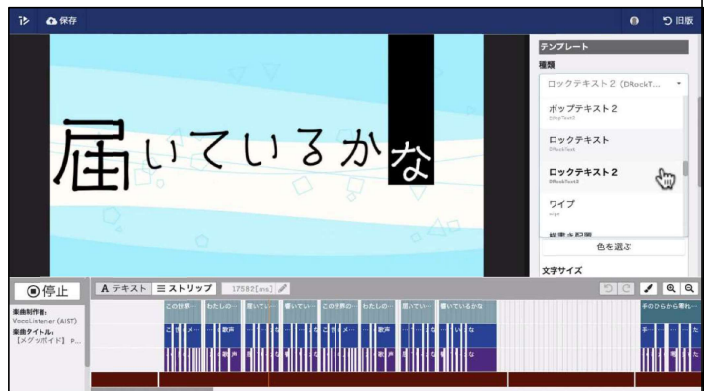 保存
旧版
届いているかな
テンプレート
種類
ロックテキスト2 (DRockT...
ポップテキスト2
ロックテキスト
DRockText
ロックテキスト2
DRockText2
ワイプ
色を選ぶ
文字サイズ
停止
A テキスト
ストリップ
17582[ms]
楽曲制作者:
VocaListener (AIST)
楽曲タイトル:
【メグッポイド】 P...
この世界… わたしの… 届いてい… 響いてい… この世界の… わたしの… 届いてい… 響いているかな 手のひらから零れ…